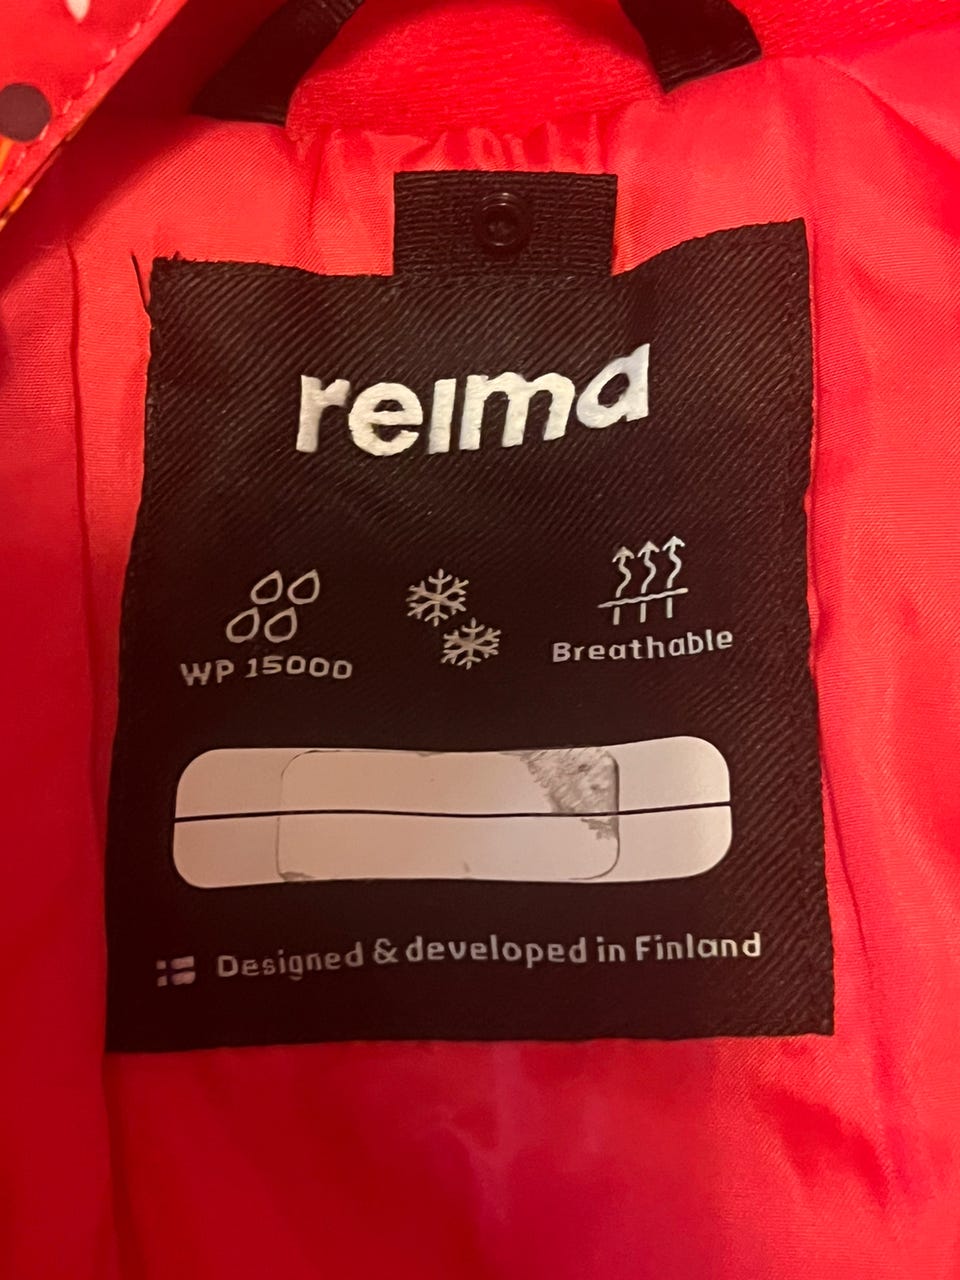 reima
WP 15000
Breathable
Designed & developed in Finland